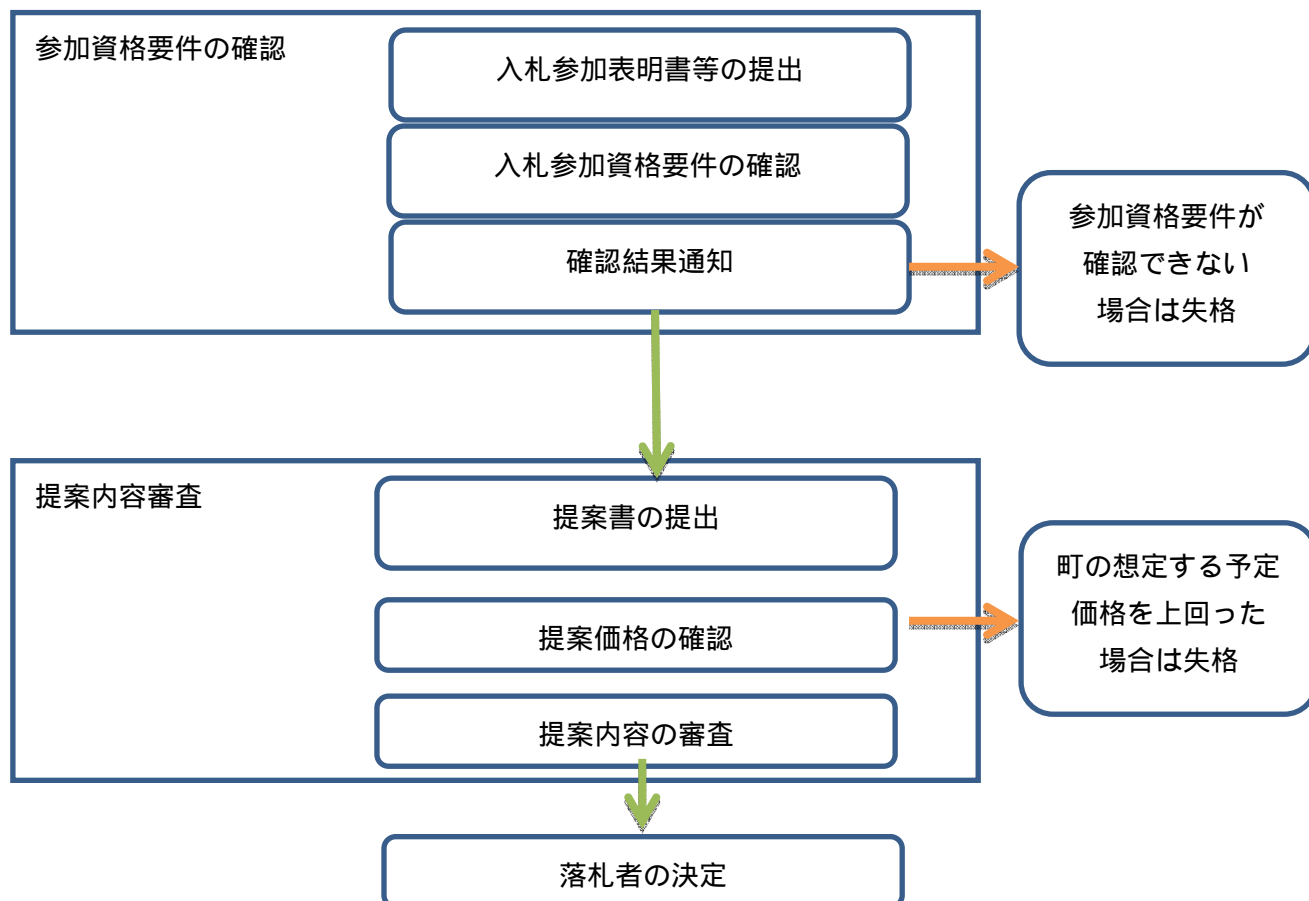 参加資格要件の確認
入札参加表明書等の提出
入札参加資格要件の確認
確認結果通知
参加資格要件が
確認できない
場合は失格
提案内容審査
提案書の提出
提案価格の確認
町の想定する予定
価格を上回った
場合は失格
提案内容の審査
落札者の決定